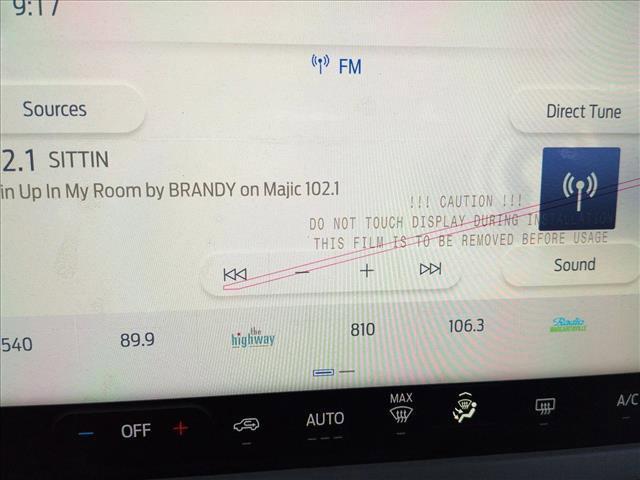 9:17
FM
Sources
Direct Tune
2.1 SITTIN
in Up In My Room by BRANDY on Majic 102.1
!!! CAUTION !!!
DO NOT TOUCH DISPLAY DURING INSTALLATION
THIS FILM IS TO BE REMOVED BEFORE USAGE
Sound
540
89.9
the
highway
810
106.3
Radio
MARGARITAVILLE
OFF
AUTO
MAX
A/C